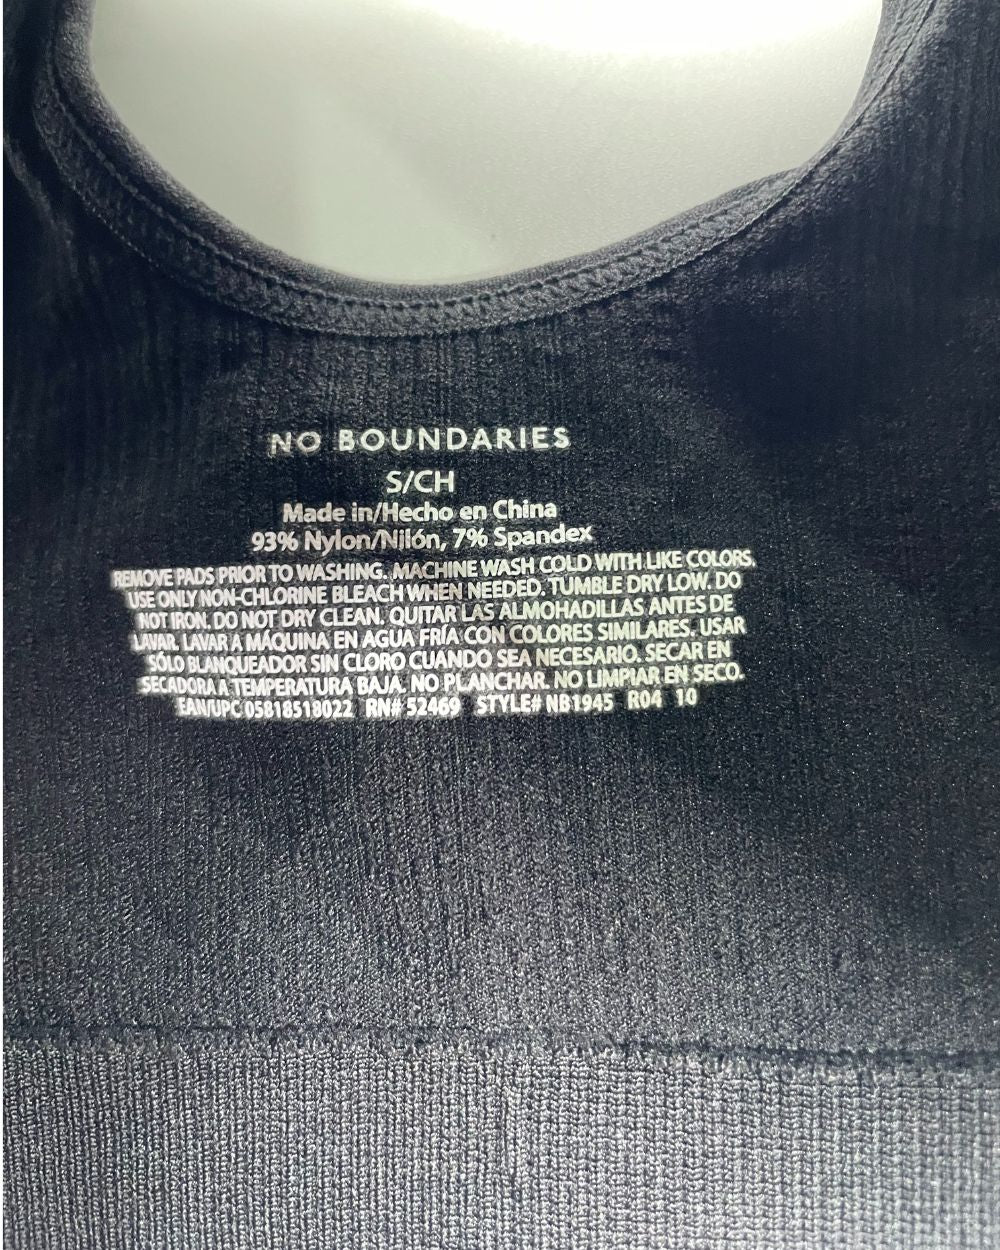 NO BOUNDARIES
S/CH
Made in/Hecho en China
93% Nylon/Nilón, 7% Spandex
REMOVE PADS PRIOR TO WASHING. MACHINE WASH COLD WITH LIKE COLORS.
USE ONLY NON-CHLORINE BLEACH WHEN NEEDED. TUMBLE DRY LOW. DO
NOT IRON. DO NOT DRY CLEAN. QUITAR LAS ALMOHADILLAS ANTES DE
LAVAR. LAVAR A MÁQUINA EN AGUA FRÍA CON COLORES SIMILARES. USAR
SÓLO BLANQUEADOR SIN CLORO CUANDO SEA NECESARIO. SECAR EN
SECADORA A TEMPERATURA BAJA. NO PLANCHAR. NO LIMPIAR EN SECO.
EAN/UPC 05818518022 RN# 52469 STYLE# NB1945 R04 10